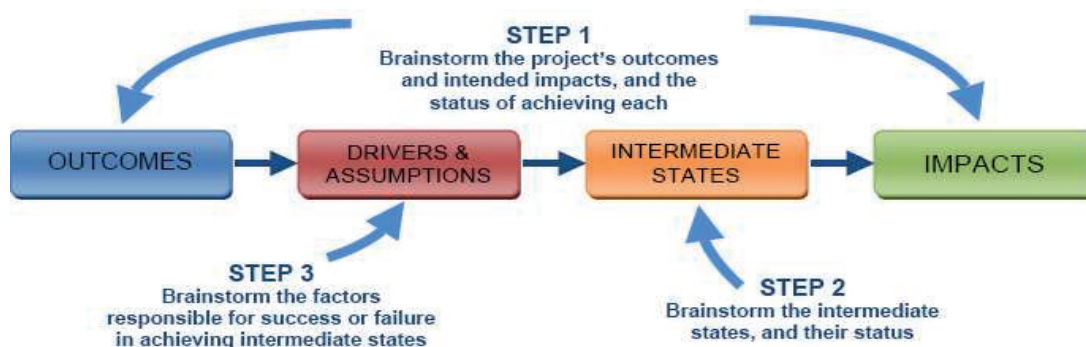 STEP 1
Brainstorm the project's outcomes
and intended impacts, and the
status of achieving each
OUTCOMES
DRIVERS &
ASSUMPTIONS
INTERMEDIATE
STATES
IMPACTS
STEP 3
Brainstorm the factors
responsible for success or failure
in achieving intermediate states
STEP 2
Brainstorm the intermediate
states, and their status